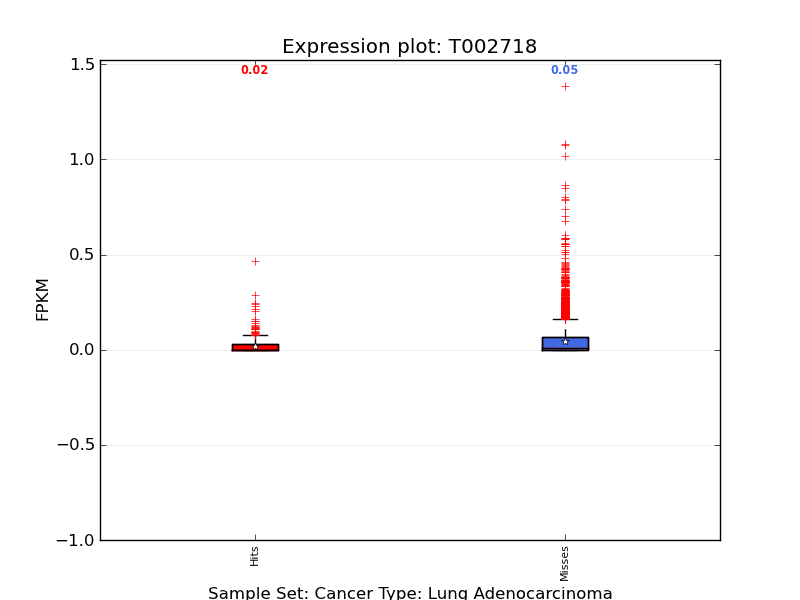 Expression plot: T002718
1.5
0.02
0.05
1.0
0.5
FPKM
0.0
−0.5
−1.0
Hits
Misses
Sample Set: Cancer Type: Lung Adenocarcinoma